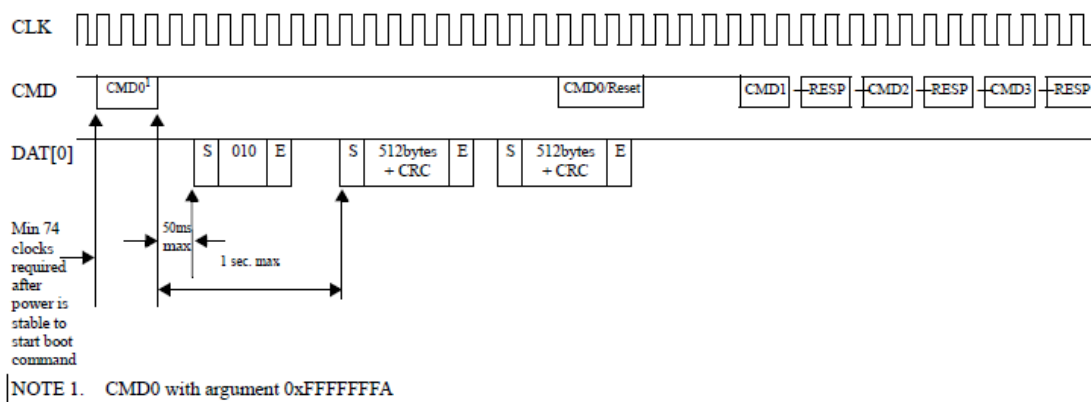 CLK
CMD CMD0¹ CMD0/Reset CMD1 RESP CMD2 RESP CMD3 RESP
DAT[0] S 010 E S 512bytes + CRC E S 512bytes + CRC E
50ms
max
1 sec. max
Min 74
clocks
required
after
power is
stable to
start boot
command
NOTE 1. CMD0 with argument 0xFFFFFFFA